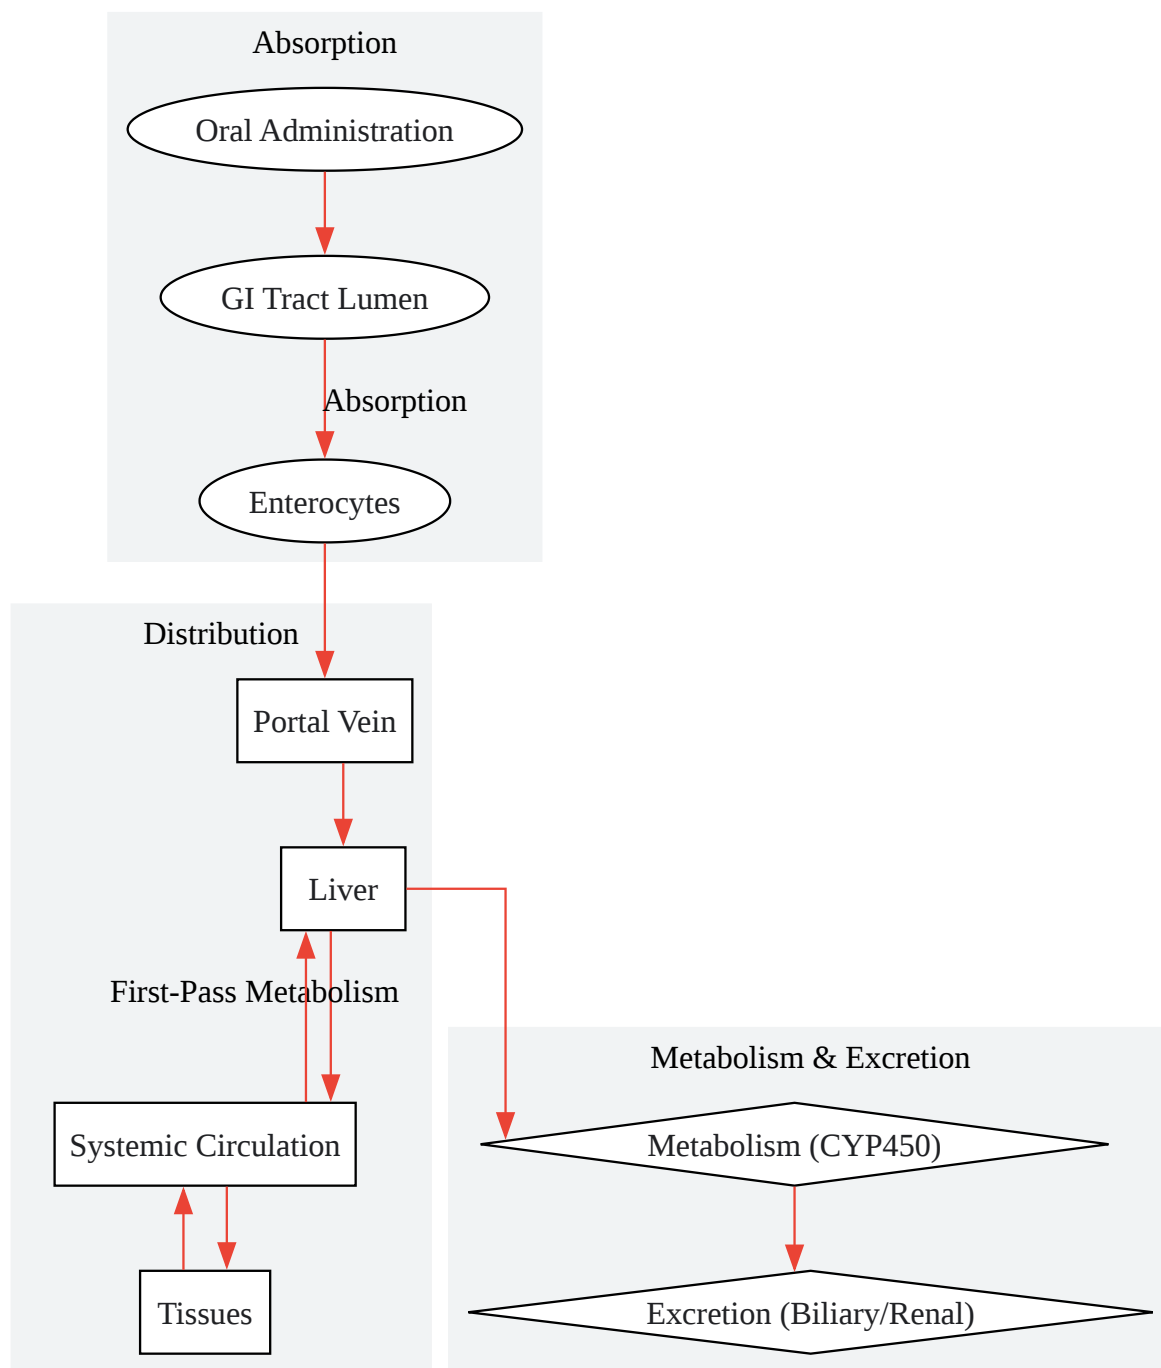 Absorption
Oral Administration
GI Tract Lumen
Absorption
Enterocytes
Distribution
Portal Vein
Liver
First-Pass Metabolism
Systemic Circulation
Tissues
Metabolism & Excretion
Metabolism (CYP450)
Excretion (Biliary/Renal)